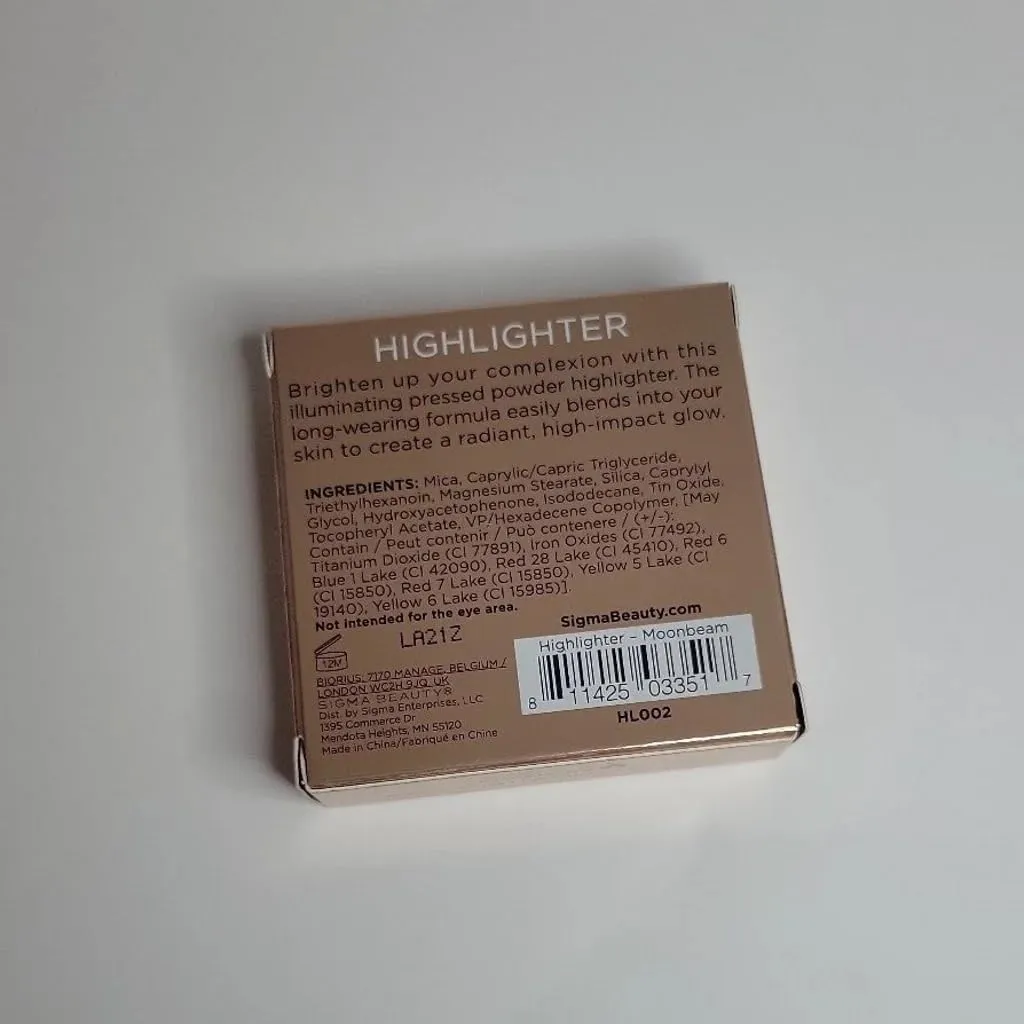 HIGHLIGHTER
Brighten up your complexion with this
illuminating pressed powder highlighter. The
long-wearing formula easily blends into your
skin to create a radiant, high-impact glow.
INGREDIENTS: Mica, Caprylic/Capric Triglyceride,
Triethylhexanoin, Magnesium Stearate, Silica, Caprylyl
Glycol, Hydroxyacetophenone, Isododecane, Tin Oxide,
Tocopheryl Acetate, VP/Hexadecene Copolymer, [May
Contain / Peut contenir / Può contenere / (+/-):
Titanium Dioxide (CI 77891), Iron Oxides (CI 77492),
Blue 1 Lake (CI 42090), Red 28 Lake (CI 45410), Red 6
(CI 15850), Red 7 Lake (CI 15850), Yellow 5 Lake (CI
19140), Yellow 6 Lake (CI 15985)].
Not intended for the eye area.
LA21Z
12M
BIORIUS, 7170 MANAGE, BELGIUM /
LONDON WC2H 9JQ, UK
SIGMA BEAUTY®
Dist. by Sigma Enterprises, LLC
1395 Commerce Dr
Mendota Heights, MN 55120
Made in China/Fabriqué en Chine
SigmaBeauty.com
Highlighter - Moonbeam
8 11425 03351 7
HL002